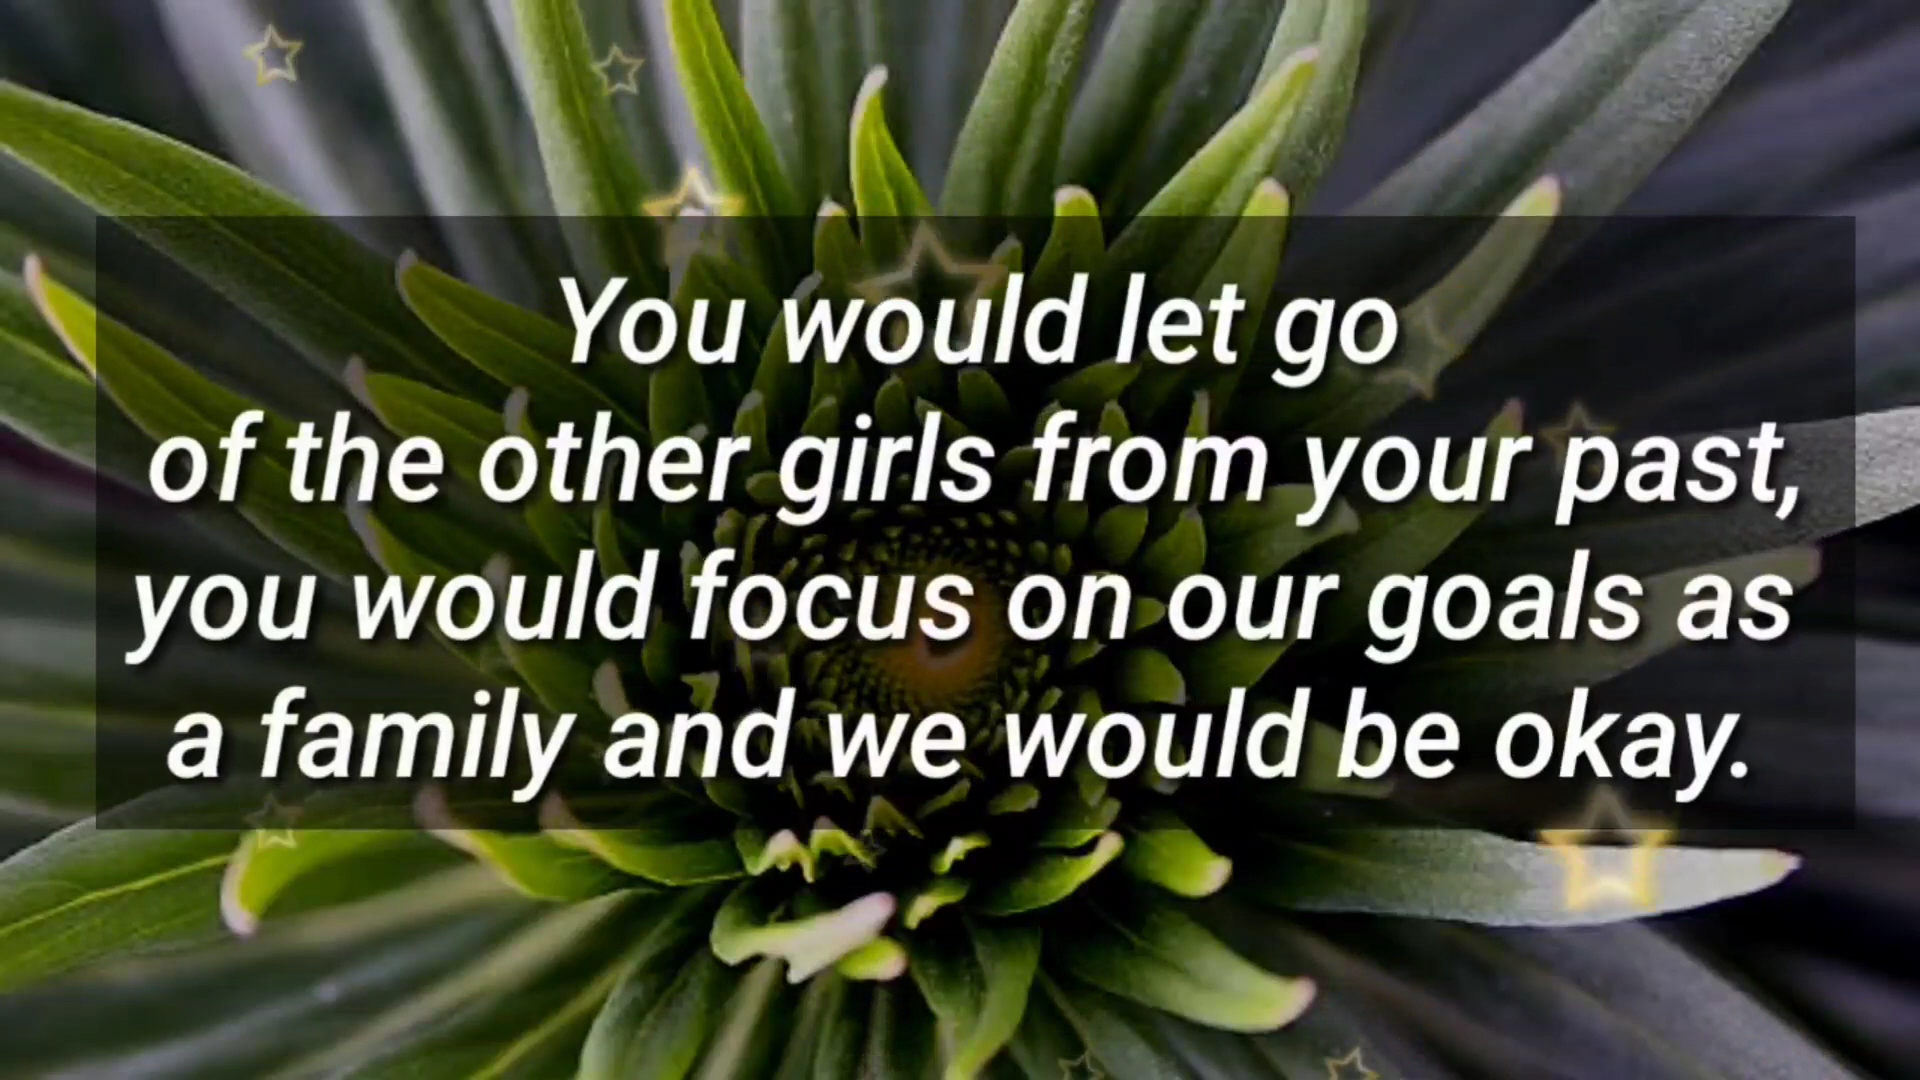 You would let go
of the other girls from your past,
you would focus on our goals as
a family and we would be okay.